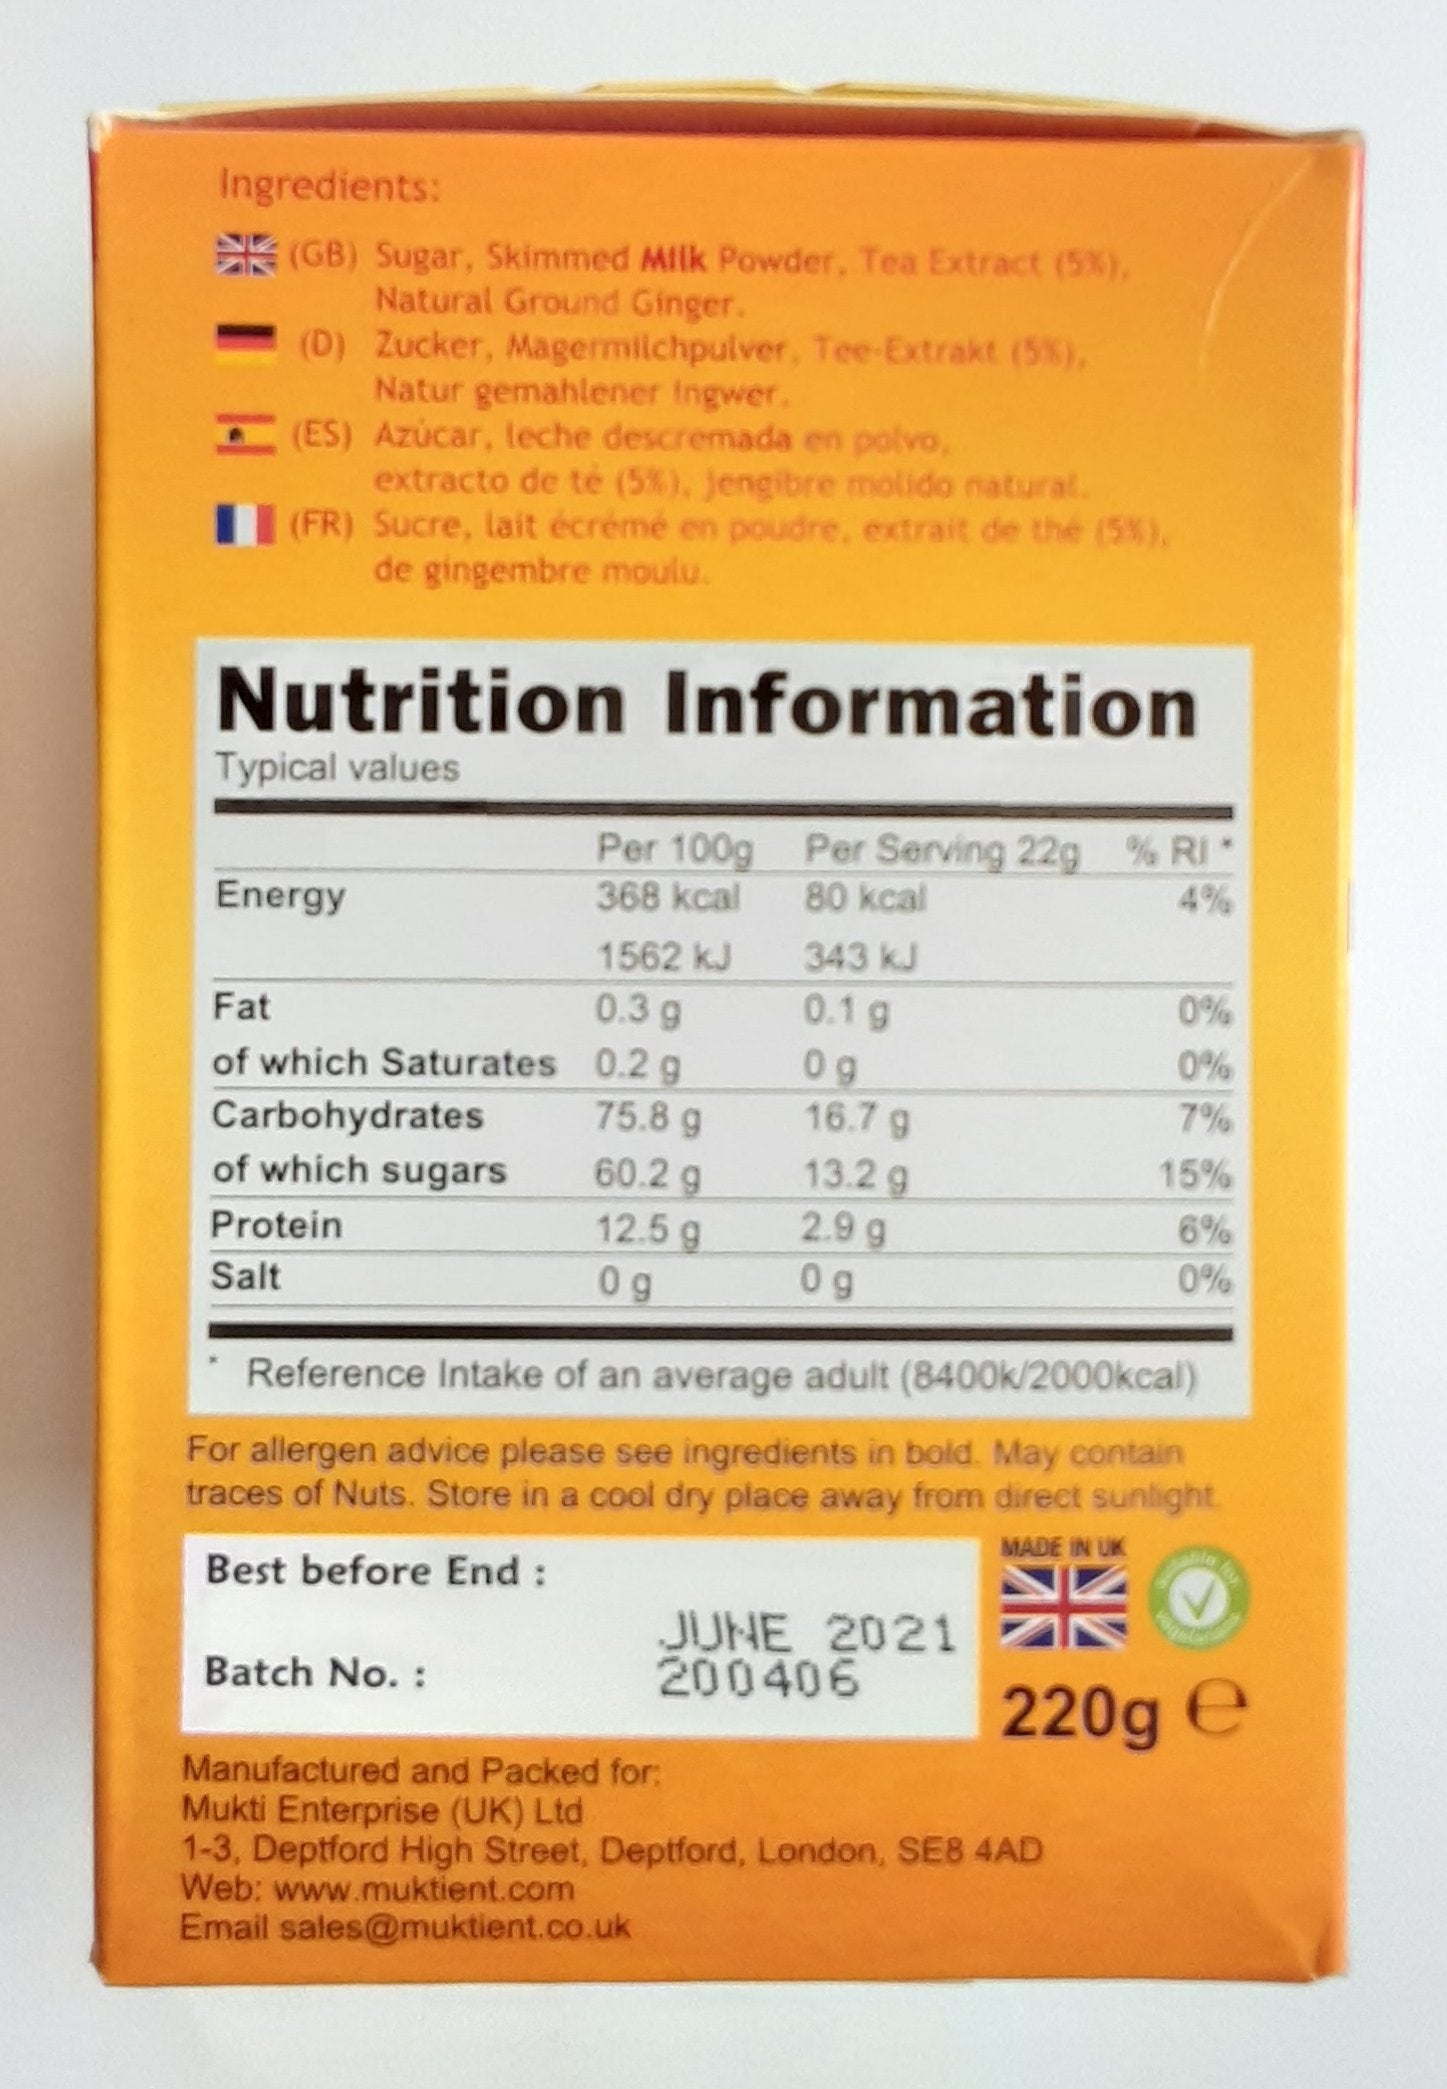 Ingredients:
(GB) Sugar, Skimmed Milk Powder, Tea Extract (5%),
Natural Ground Ginger.
(D) Zucker, Magermilchpulver, Tee-Extrakt (5%),
Natur gemahlener Ingwer.
(ES) Azúcar, leche descremada en polvo,
extracto de té (5%), jengibre molido natural.
(FR) Sucre, lait écrémé en poudre, extrait de thé (5%),
de gingembre moulu.
Nutrition Information
Typical values
Per 100g Per Serving 22g % RI *
Energy 368 kcal 80 kcal 4%
1562 kJ 343 kJ
Fat 0.3 g 0.1 g 0%
of which Saturates 0.2 g 0 g 0%
Carbohydrates 75.8 g 16.7 g 7%
of which sugars 60.2 g 13.2 g 15%
Protein 12.5 g 2.9 g 6%
Salt 0 g 0 g 0%
* Reference Intake of an average adult (8400k/2000kcal)
For allergen advice please see ingredients in bold. May contain
traces of Nuts. Store in a cool dry place away from direct sunlight.
Best before End :
JUNE 2021
Batch No. : 200406
MADE IN UK
suitable for vegetarians
220g e
Manufactured and Packed for:
Mukti Enterprise (UK) Ltd
1-3, Deptford High Street, Deptford, London, SE8 4AD
Web: www.muktient.com
Email sales@muktient.co.uk